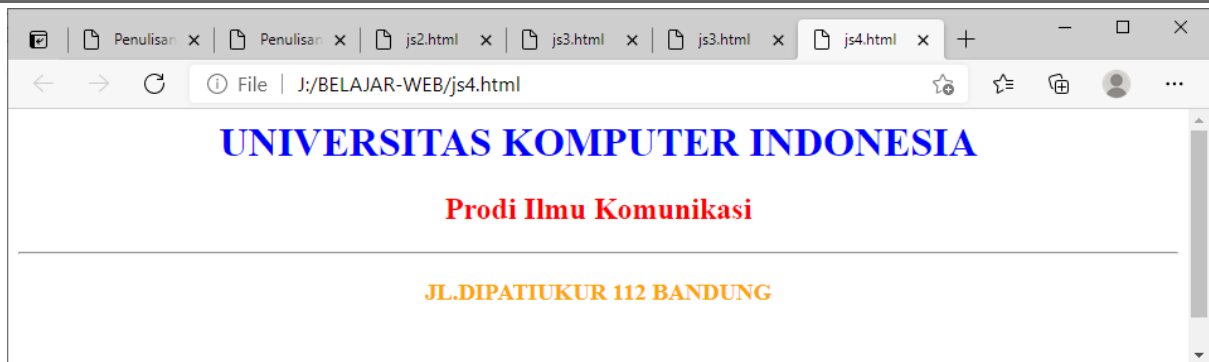 Penulisan Penulisan js2.html js3.html js3.html js4.html
File J:/BELAJAR-WEB/js4.html
UNIVERSITAS KOMPUTER INDONESIA
Prodi Ilmu Komunikasi
JL.DIPATIUKUR 112 BANDUNG